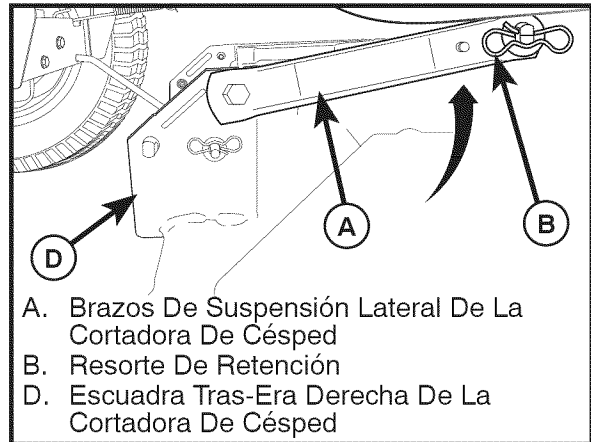 A
B
D
A. Brazos De Suspensión Lateral De La
Cortadora De Césped
B. Resorte De Retención
D. Escuadra Tras-Era Derecha De La
Cortadora De Césped